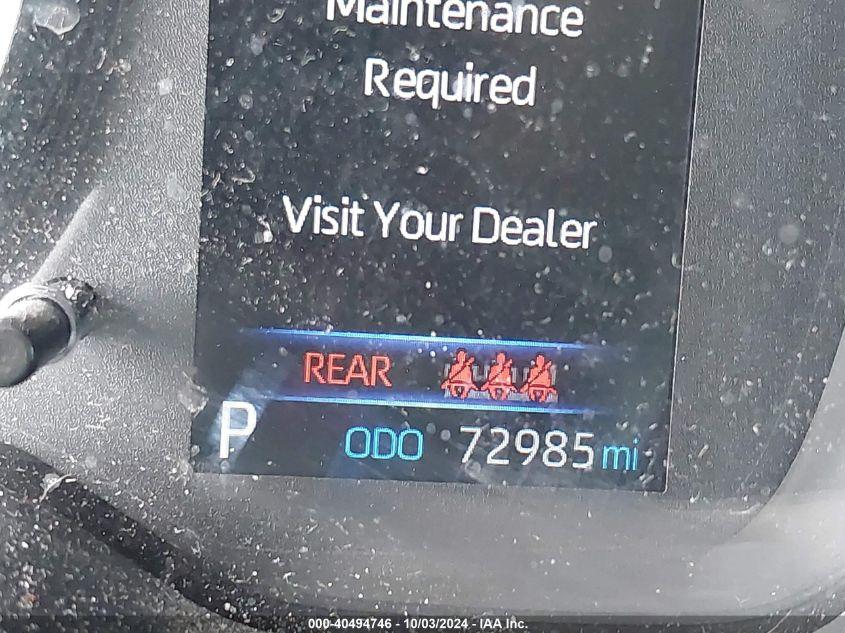 Maintenance
Required
Visit Your Dealer
REAR
P ODO 72985 mi
000-40494746 - 10/03/2024 - IAA Inc.